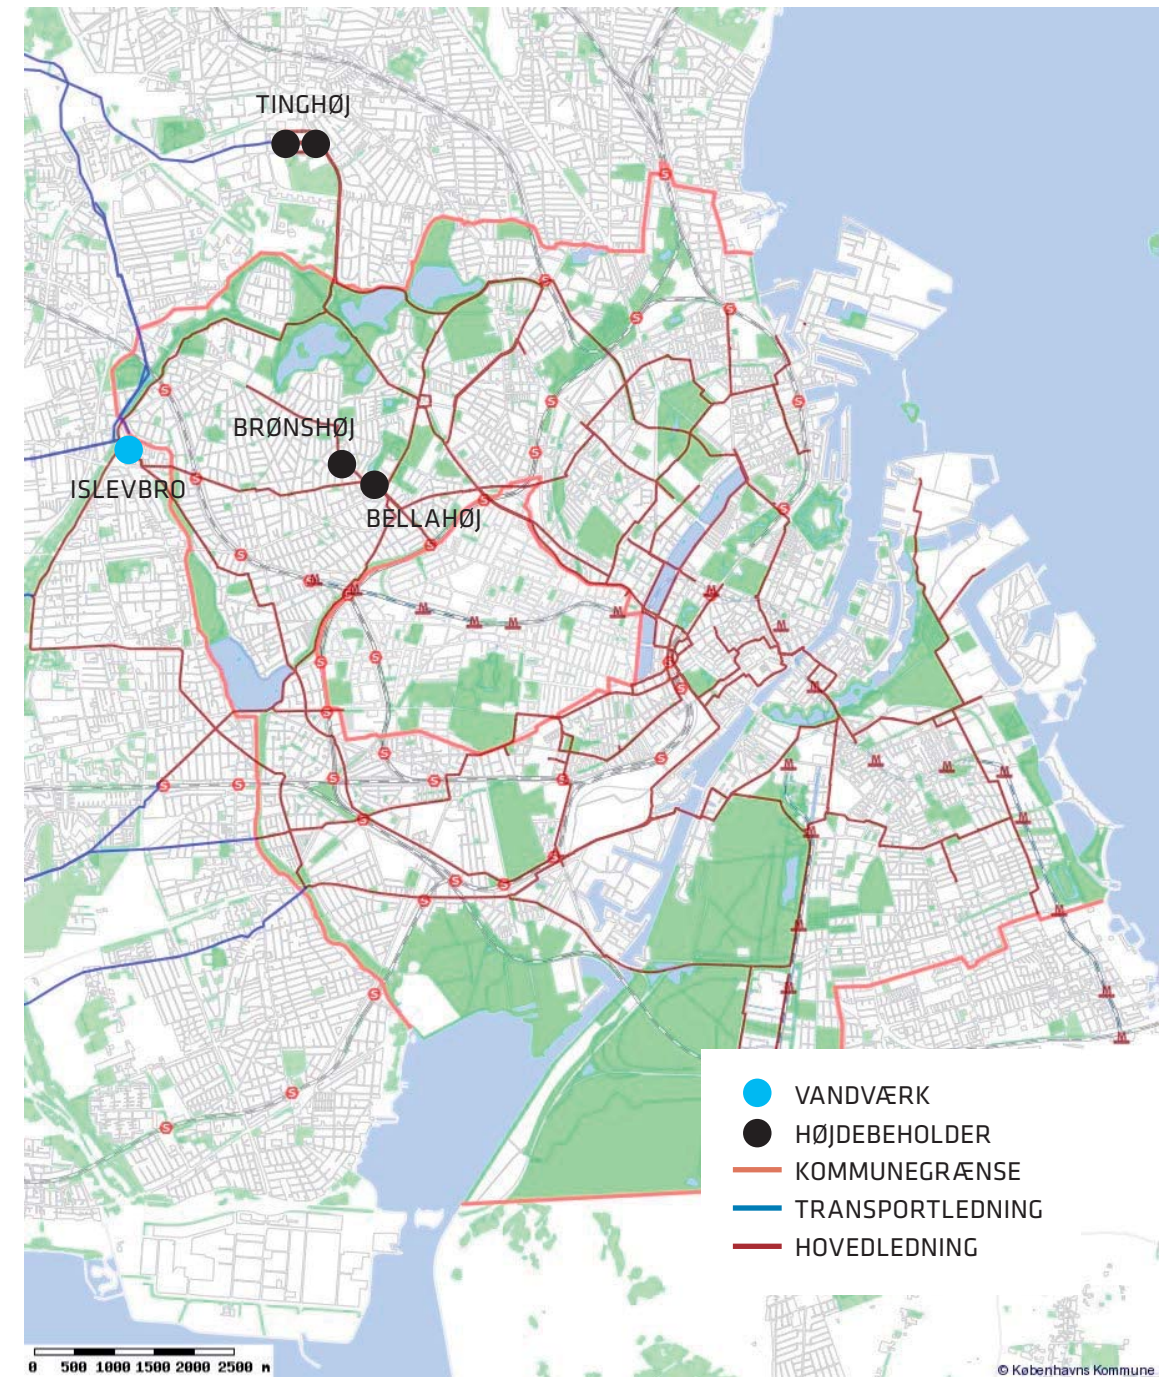 TINGHØJ
BRØNSHØJ
ISLEVBRO
BELLAHØJ
VANDVÆRK
HØJDEBEHOLDER
KOMMUNEGRÆNSE
TRANSPORTLEDNING
HOVEDLEDNING
0 500 1000 1500 2000 2500 m
© Københavns Kommune